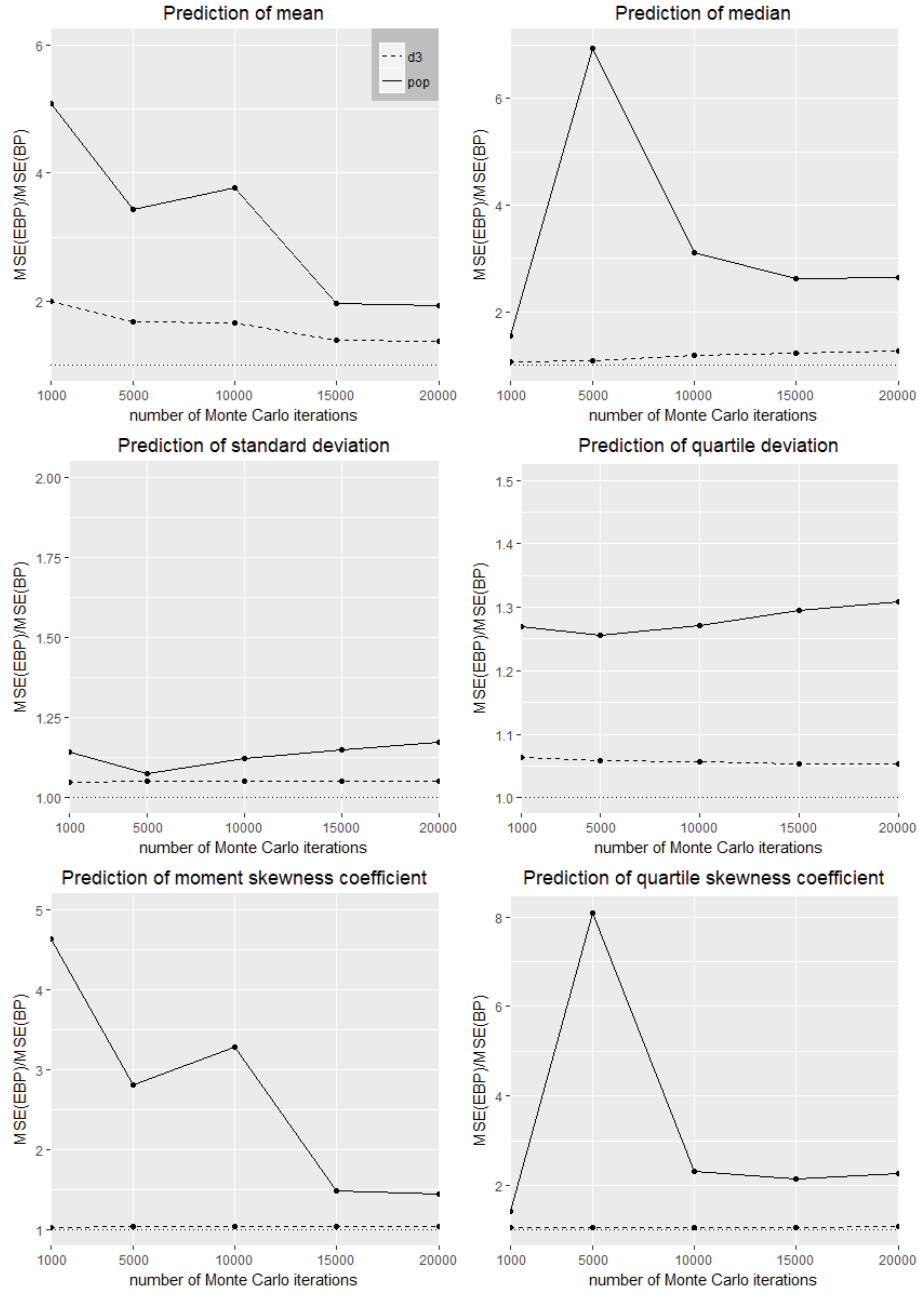 Prediction of mean
6
4
2
MSE(EBP)/MSE(BP)
d3
pop
1000 5000 10000 15000 20000
number of Monte Carlo iterations
Prediction of median
6
4
2
MSE(EBP)/MSE(BP)
1000 5000 10000 15000 20000
number of Monte Carlo iterations
Prediction of standard deviation
2.00
1.75
1.50
1.25
1.00
MSE(EBP)/MSE(BP)
1000 5000 10000 15000 20000
number of Monte Carlo iterations
Prediction of quartile deviation
1.5
1.4
1.3
1.2
1.1
1.0
MSE(EBP)/MSE(BP)
1000 5000 10000 15000 20000
number of Monte Carlo iterations
Prediction of moment skewness coefficient
5
4
3
2
1
MSE(EBP)/MSE(BP)
1000 5000 10000 15000 20000
number of Monte Carlo iterations
Prediction of quartile skewness coefficient
8
6
4
2
MSE(EBP)/MSE(BP)
1000 5000 10000 15000 20000
number of Monte Carlo iterations